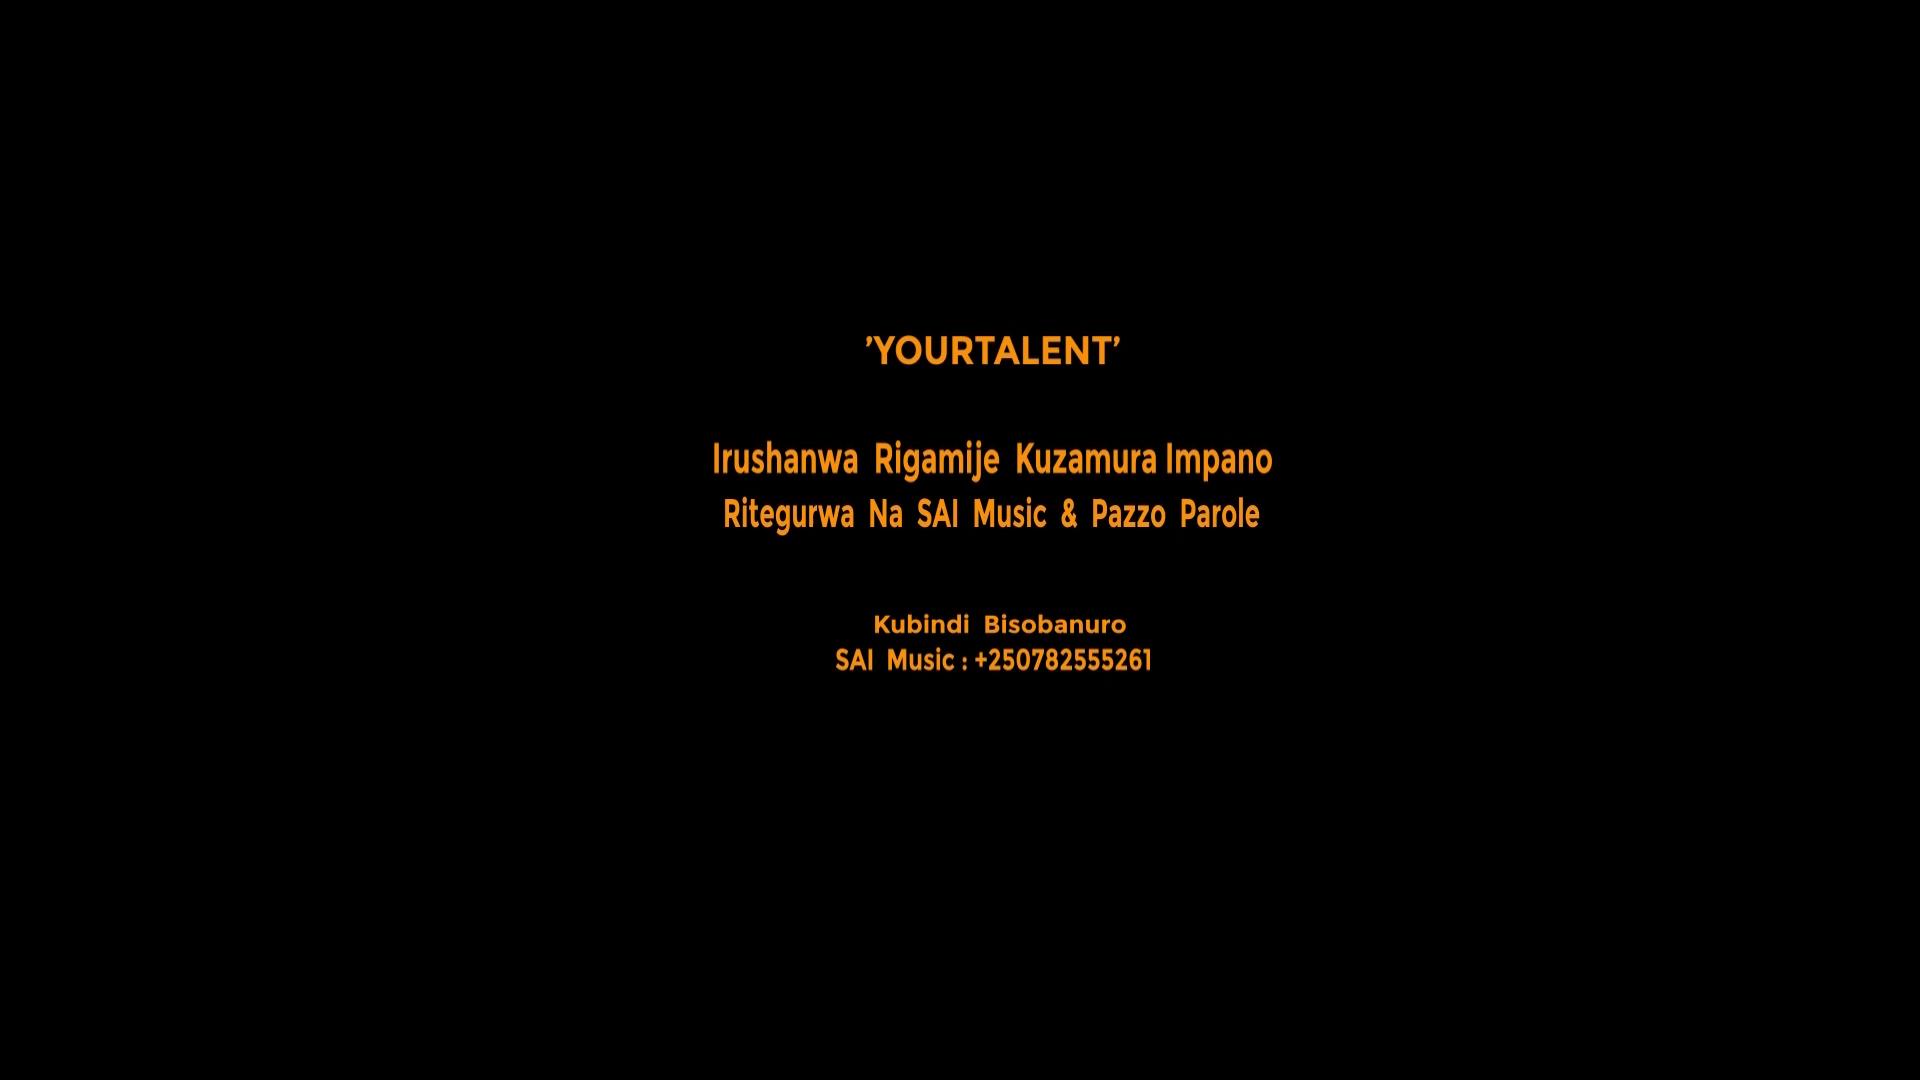 ’YOURTALENT’
Irushanwa Rigamije Kuzamura Impano
Ritegurwa Na SAI Music & Pazzo Parole
Kubindi Bisobanuro
SAI Music : +250782555261